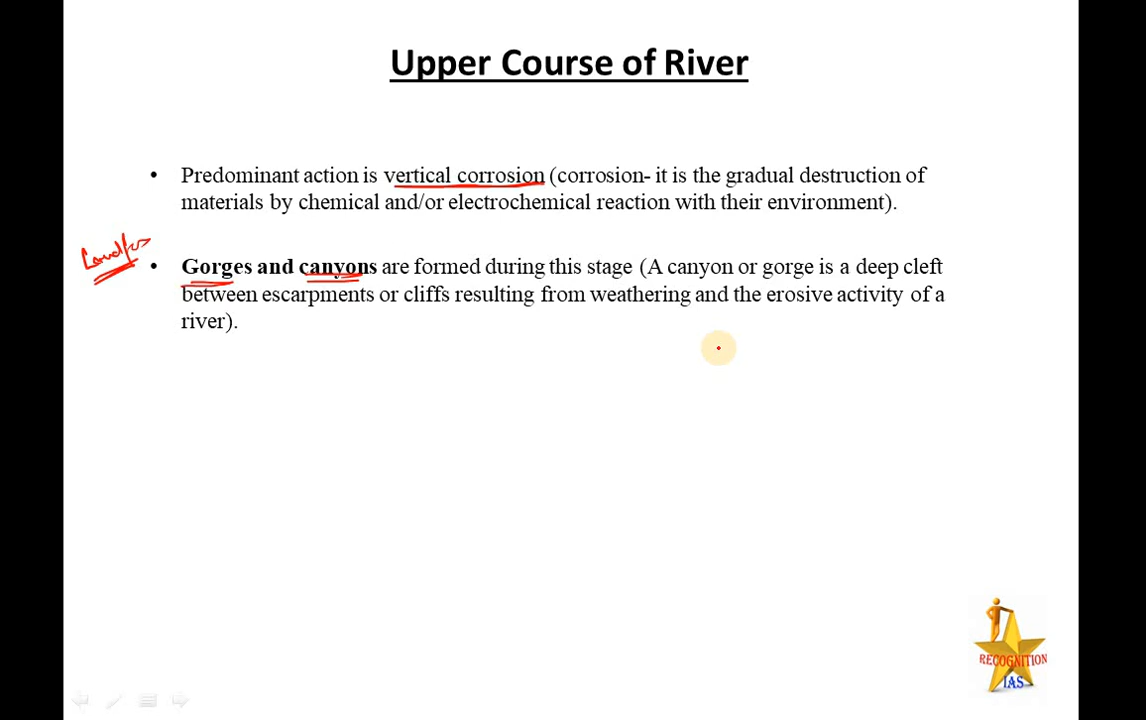 Upper Course of River
• Predominant action is vertical corrosion (corrosion- it is the gradual destruction of
materials by chemical and/or electrochemical reaction with their environment).
• Gorges and canyons are formed during this stage (A canyon or gorge is a deep cleft
between escarpments or cliffs resulting from weathering and the erosive activity of a
river).
RECOGNITION
IAS